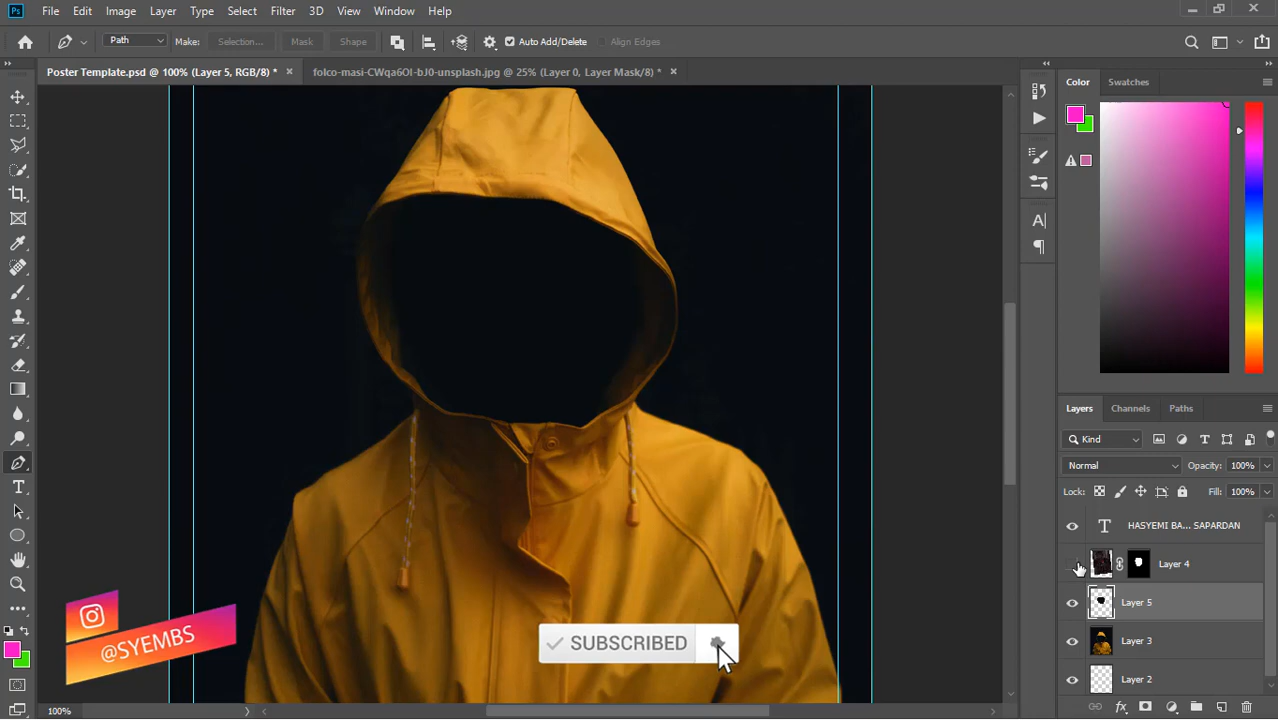 Ps File Edit Image Layer Type Select Filter 3D View Window Help
Path Make: Selection... Mask Shape Auto Add/Delete Align Edges
Poster Template.psd @ 100% (Layer 5, RGB/8) * × folco-masi-CWqa6OI-bJ0-unsplash.jpg @ 25% (Layer 0, Layer Mask/8) * ×
Color Swatches
Layers Channels Paths
Kind
Normal Opacity: 100%
Lock: Fill: 100%
HASYEMI BA... SAPARDAN
Layer 4
Layer 5
Layer 3
Layer 2
@SYEMBS
SUBSCRIBED
100%